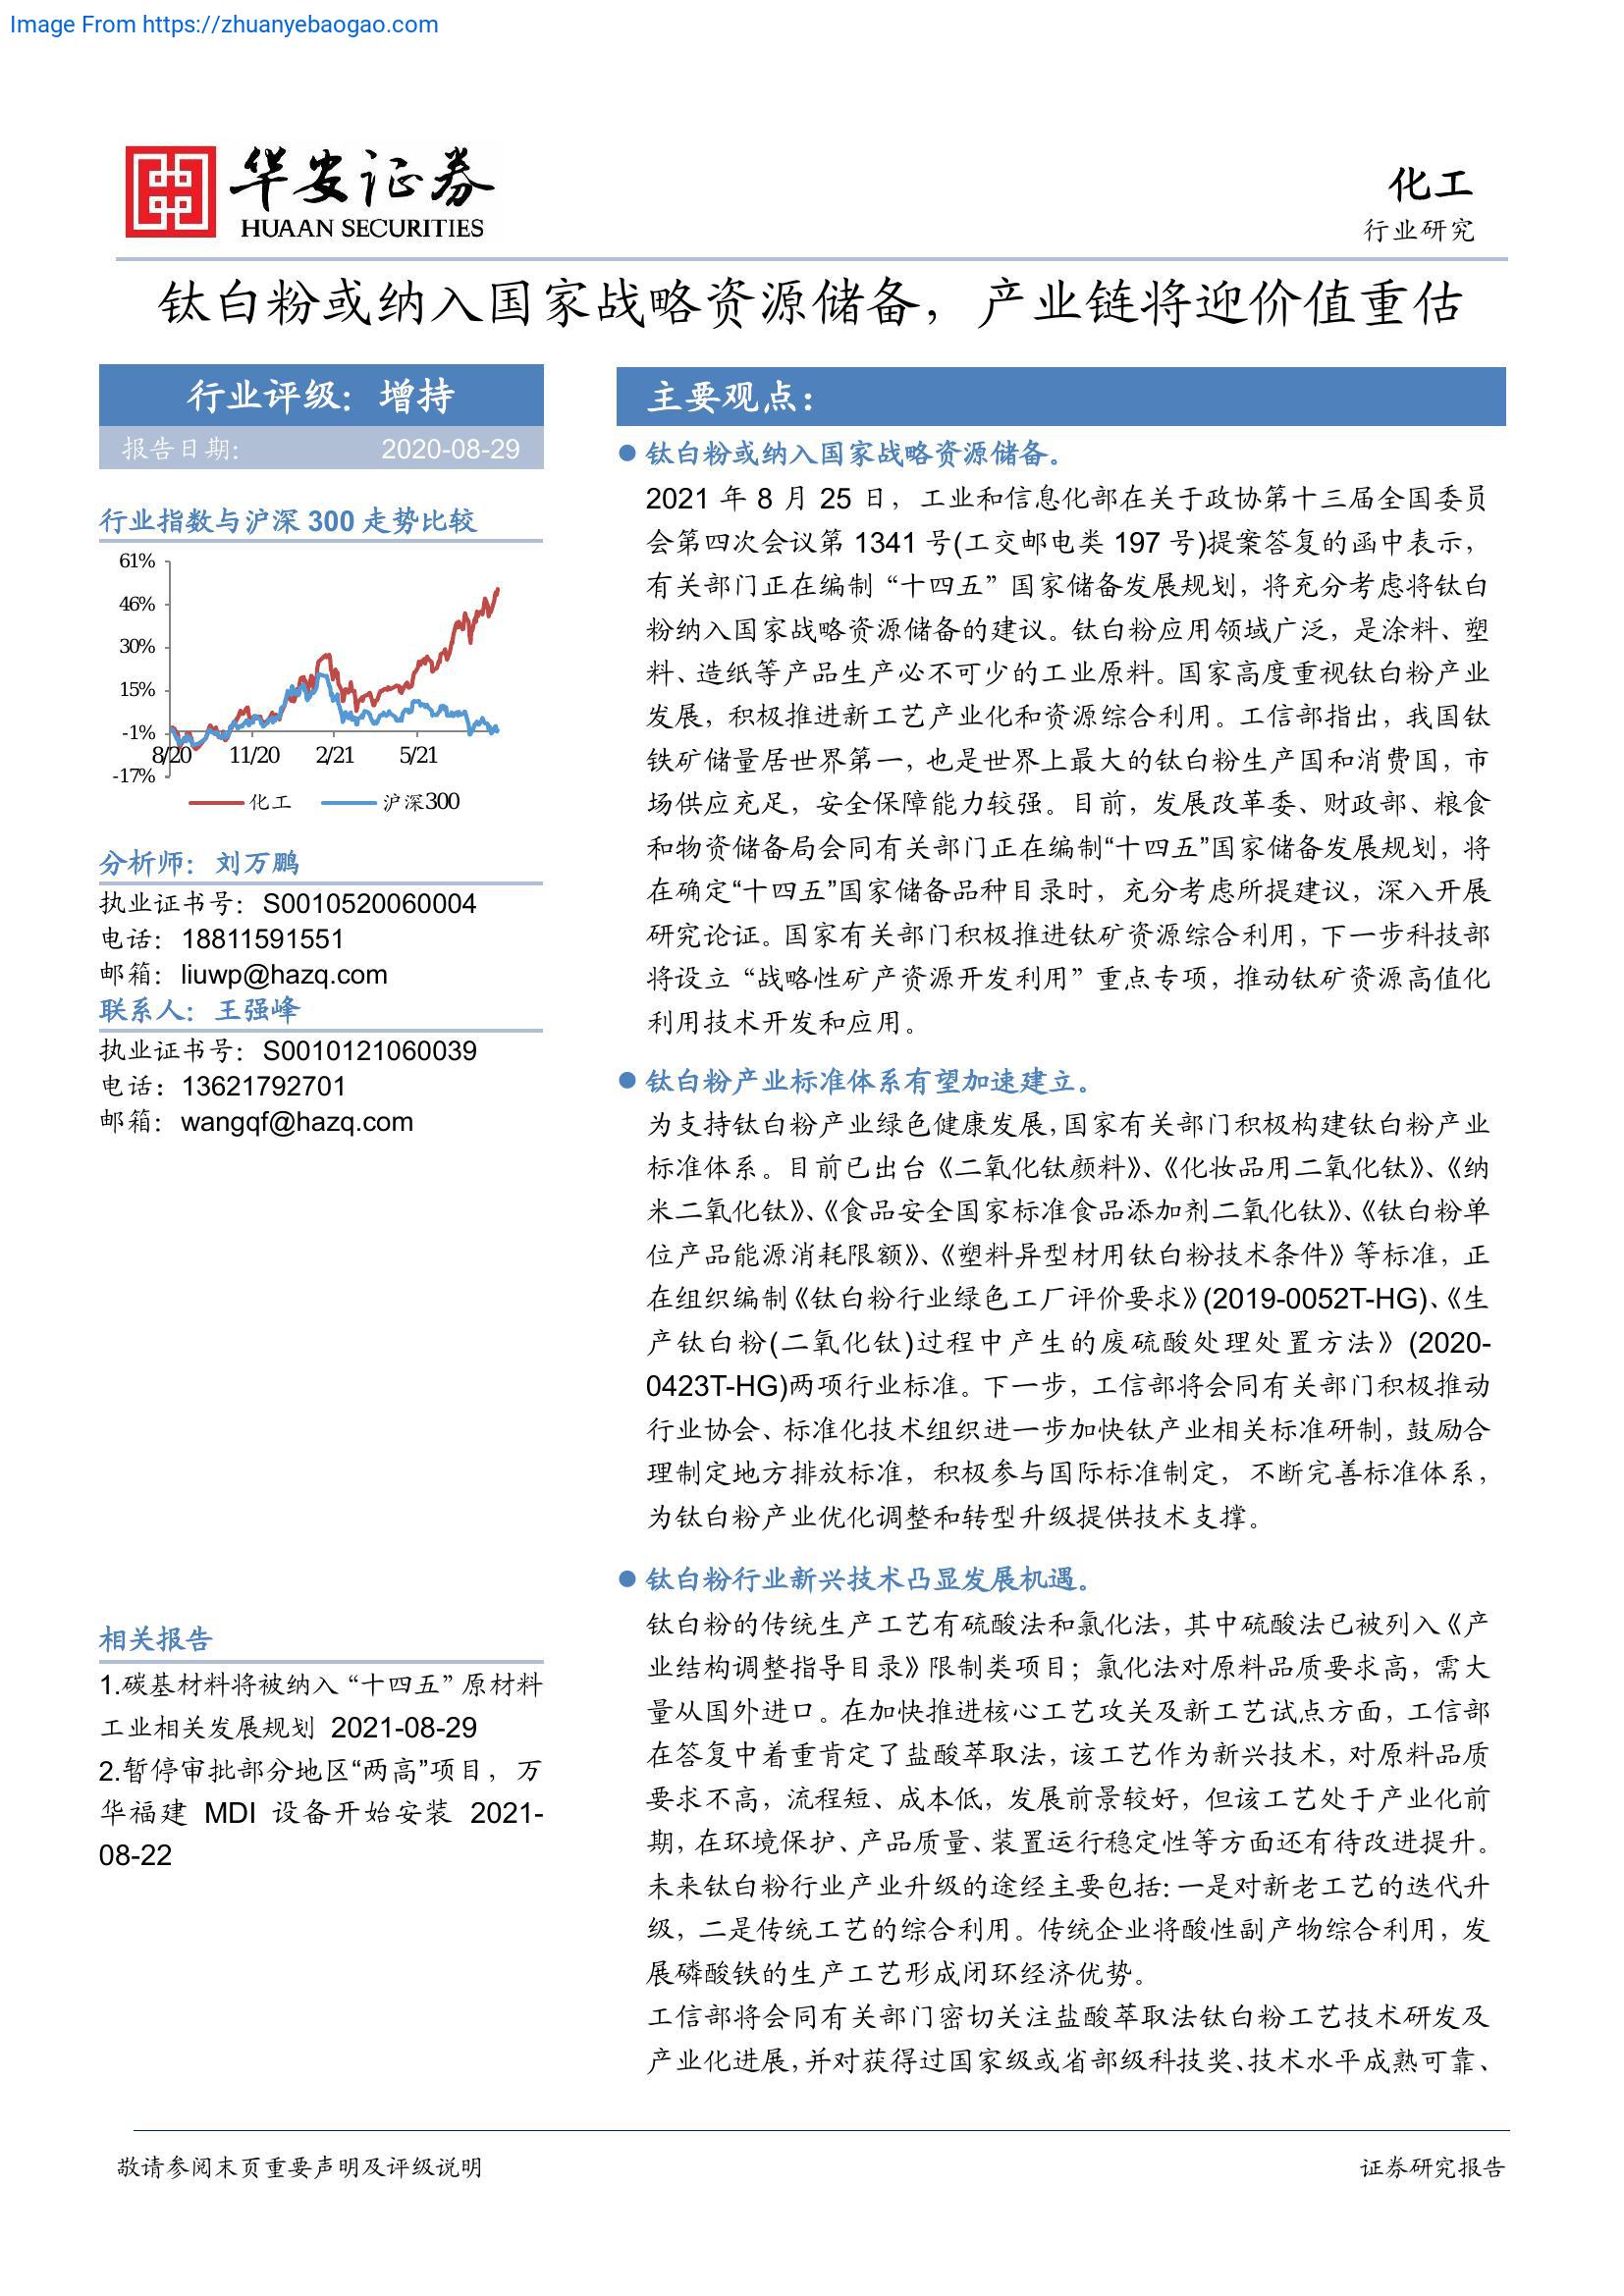 Image From https://zhuanyebaogao.com
华安证券
HUAAN SECURITIES
化工
行业研究
钛白粉或纳入国家战略资源储备，产业链将迎价值重估
行业评级：增持
报告日期: 2020-08-29
行业指数与沪深 300 走势比较
61%
46%
30%
15%
-1%
-17%
8/20 11/20 2/21 5/21
化工 沪深300
分析师：刘万鹏
执业证书号：S0010520060004
电话：18811591551
邮箱：liuwp@hazq.com
联系人：王强峰
执业证书号：S0010121060039
电话：13621792701
邮箱：wangqf@hazq.com
相关报告
1.碳基材料将被纳入“十四五”原材料
工业相关发展规划 2021-08-29
2.暂停审批部分地区“两高”项目，万
华福建 MDI 设备开始安装 2021-
08-22
主要观点：
● 钛白粉或纳入国家战略资源储备。
2021 年 8 月 25 日，工业和信息化部在关于政协第十三届全国委员
会第四次会议第 1341 号(工交邮电类 197 号)提案答复的函中表示，
有关部门正在编制“十四五”国家储备发展规划，将充分考虑将钛白
粉纳入国家战略资源储备的建议。钛白粉应用领域广泛，是涂料、塑
料、造纸等产品生产必不可少的工业原料。国家高度重视钛白粉产业
发展，积极推进新工艺产业化和资源综合利用。工信部指出，我国钛
铁矿储量居世界第一，也是世界上最大的钛白粉生产国和消费国，市
场供应充足，安全保障能力较强。目前，发展改革委、财政部、粮食
和物资储备局会同有关部门正在编制“十四五”国家储备发展规划，将
在确定“十四五”国家储备品种目录时，充分考虑所提建议，深入开展
研究论证。国家有关部门积极推进钛矿资源综合利用，下一步科技部
将设立“战略性矿产资源开发利用”重点专项，推动钛矿资源高值化
利用技术开发和应用。
● 钛白粉产业标准体系有望加速建立。
为支持钛白粉产业绿色健康发展，国家有关部门积极构建钛白粉产业
标准体系。目前已出台《二氧化钛颜料》、《化妆品用二氧化钛》、《纳
米二氧化钛》、《食品安全国家标准食品添加剂二氧化钛》、《钛白粉单
位产品能源消耗限额》、《塑料异型材用钛白粉技术条件》等标准，正
在组织编制《钛白粉行业绿色工厂评价要求》(2019-0052T-HG)、《生
产钛白粉(二氧化钛)过程中产生的废硫酸处理处置方法》(2020-
0423T-HG)两项行业标准。下一步，工信部将会同有关部门积极推动
行业协会、标准化技术组织进一步加快钛产业相关标准研制，鼓励合
理制定地方排放标准，积极参与国际标准制定，不断完善标准体系，
为钛白粉产业优化调整和转型升级提供技术支撑。
● 钛白粉行业新兴技术凸显发展机遇。
钛白粉的传统生产工艺有硫酸法和氯化法，其中硫酸法已被列入《产
业结构调整指导目录》限制类项目；氯化法对原料品质要求高，需大
量从国外进口。在加快推进核心工艺攻关及新工艺试点方面，工信部
在答复中着重肯定了盐酸萃取法，该工艺作为新兴技术，对原料品质
要求不高，流程短、成本低，发展前景较好，但该工艺处于产业化前
期，在环境保护、产品质量、装置运行稳定性等方面还有待改进提升。
未来钛白粉行业产业升级的途经主要包括：一是对新老工艺的迭代升
级，二是传统工艺的综合利用。传统企业将酸性副产物综合利用，发
展磷酸铁的生产工艺形成闭环经济优势。
工信部将会同有关部门密切关注盐酸萃取法钛白粉工艺技术研发及
产业化进展，并对获得过国家级或省部级科技奖、技术水平成熟可靠、
敬请参阅末页重要声明及评级说明 证券研究报告